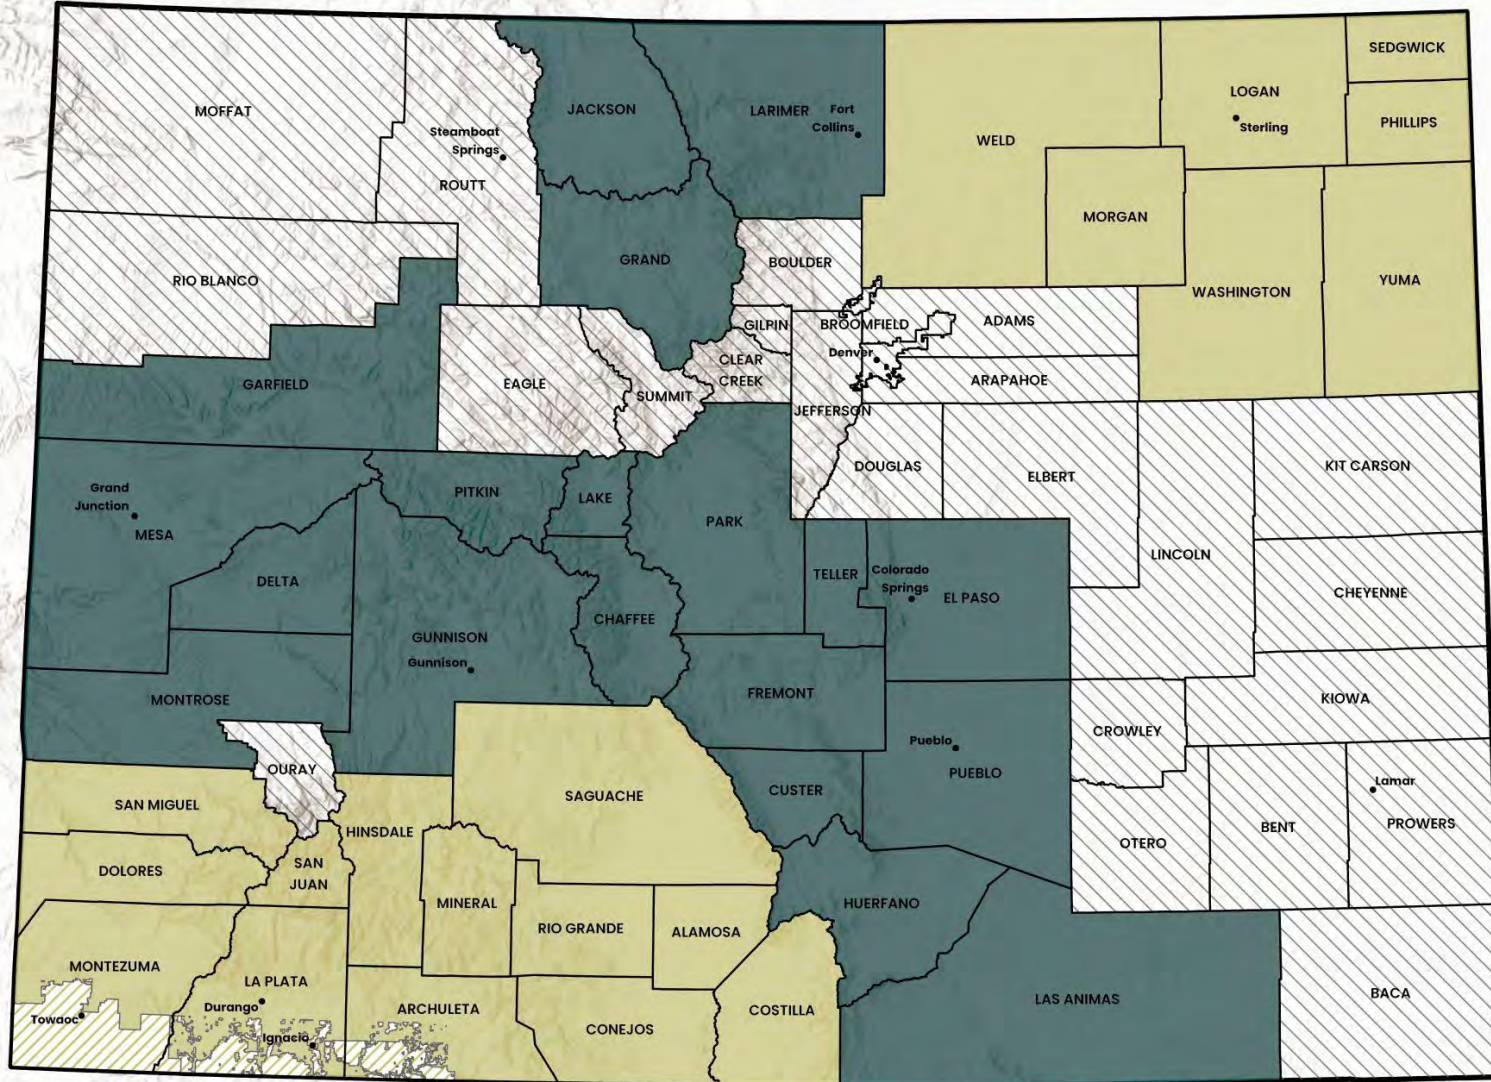 SEDGWICK
LOGAN
Sterling
PHILLIPS
MOFFAT
JACKSON
LARIMER
Fort
Collins
Steamboat
Springs
ROUTT
WELD
MORGAN
RIO BLANCO
GRAND
BOULDER
WASHINGTON
YUMA
GILPIN
BROOMFIELD
ADAMS
Denver
CLEAR
CREEK
ARAPAHOE
GARFIELD
EAGLE
SUMMIT
JEFFERSON
DOUGLAS
ELBERT
KIT CARSON
Grand
Junction
MESA
PITKIN
LAKE
PARK
LINCOLN
DELTA
TELLER
Colorado
Springs
EL PASO
CHEYENNE
GUNNISON
Gunnison
CHAFFEE
MONTROSE
FREMONT
KIOWA
CROWLEY
OURAY
Pueblo
PUEBLO
CUSTER
Lamar
PROWERS
SAN MIGUEL
SAGUACHE
HINSDALE
OTERO
BENT
DOLORES
SAN
JUAN
MINERAL
RIO GRANDE
ALAMOSA
HUERFANO
MONTEZUMA
LA PLATA
Durango
Towaoc
Ignacio
ARCHULETA
CONEJOS
COSTILLA
LAS ANIMAS
BACA